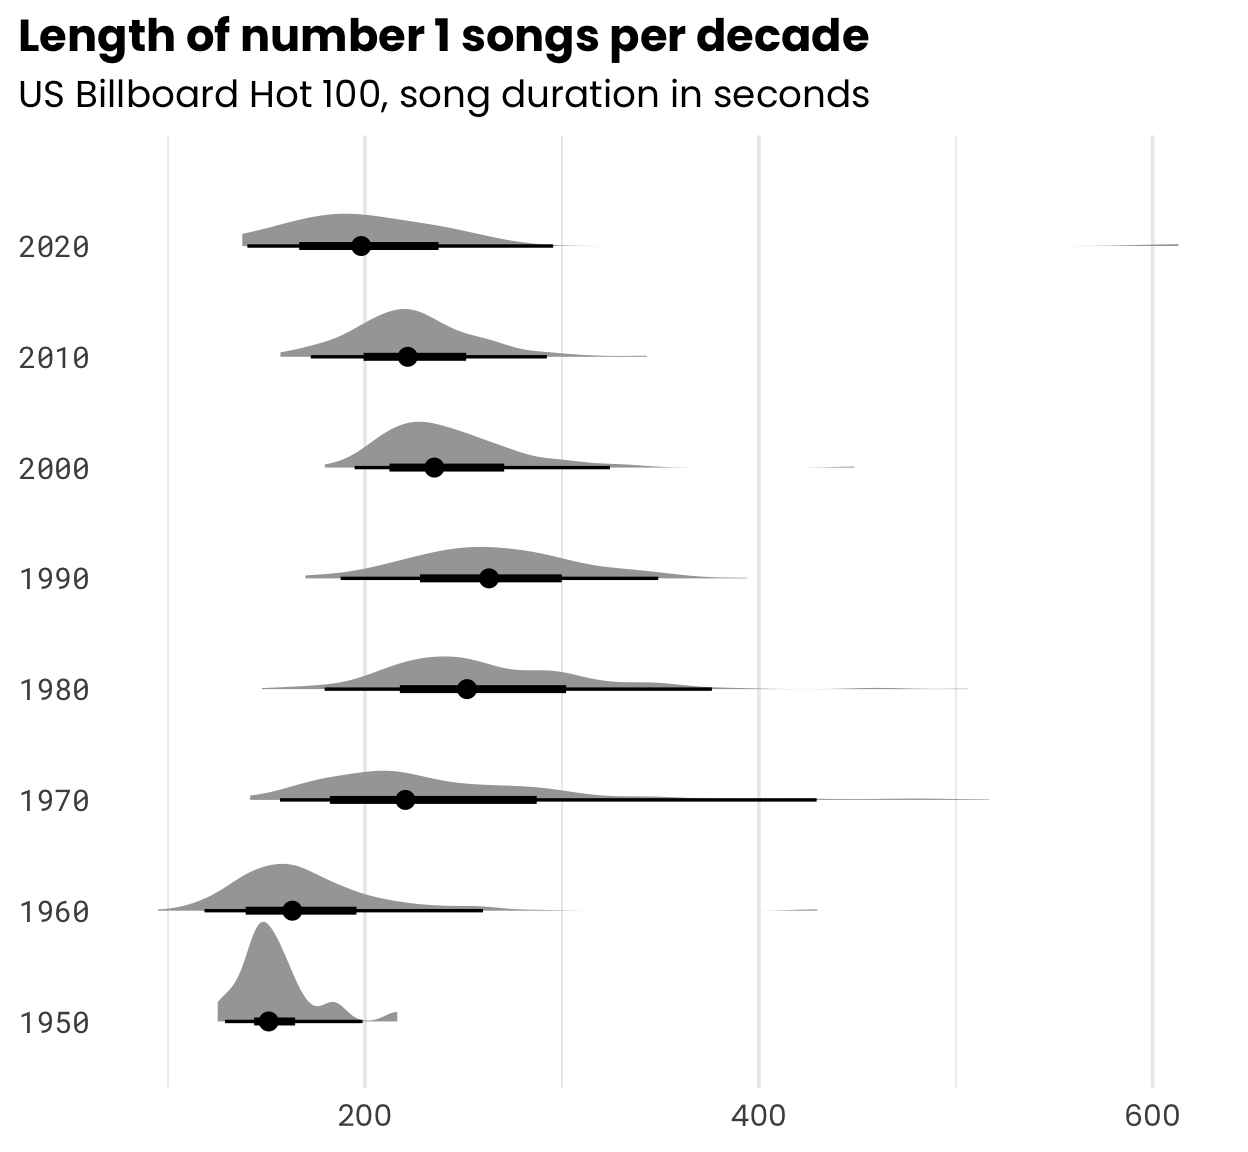 Length of number 1 songs per decade
US Billboard Hot 100, song duration in seconds
2020
2010
2000
1990
1980
1970
1960
1950
200 400 600